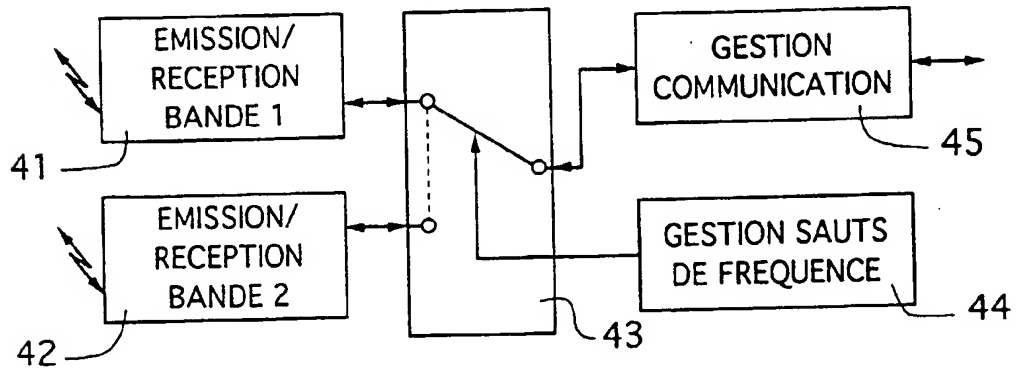 EMISSION/
RECEPTION
BANDE 1
41
EMISSION/
RECEPTION
BANDE 2
42
43
GESTION
COMMUNICATION
45
GESTION SAUTS
DE FREQUENCE
44